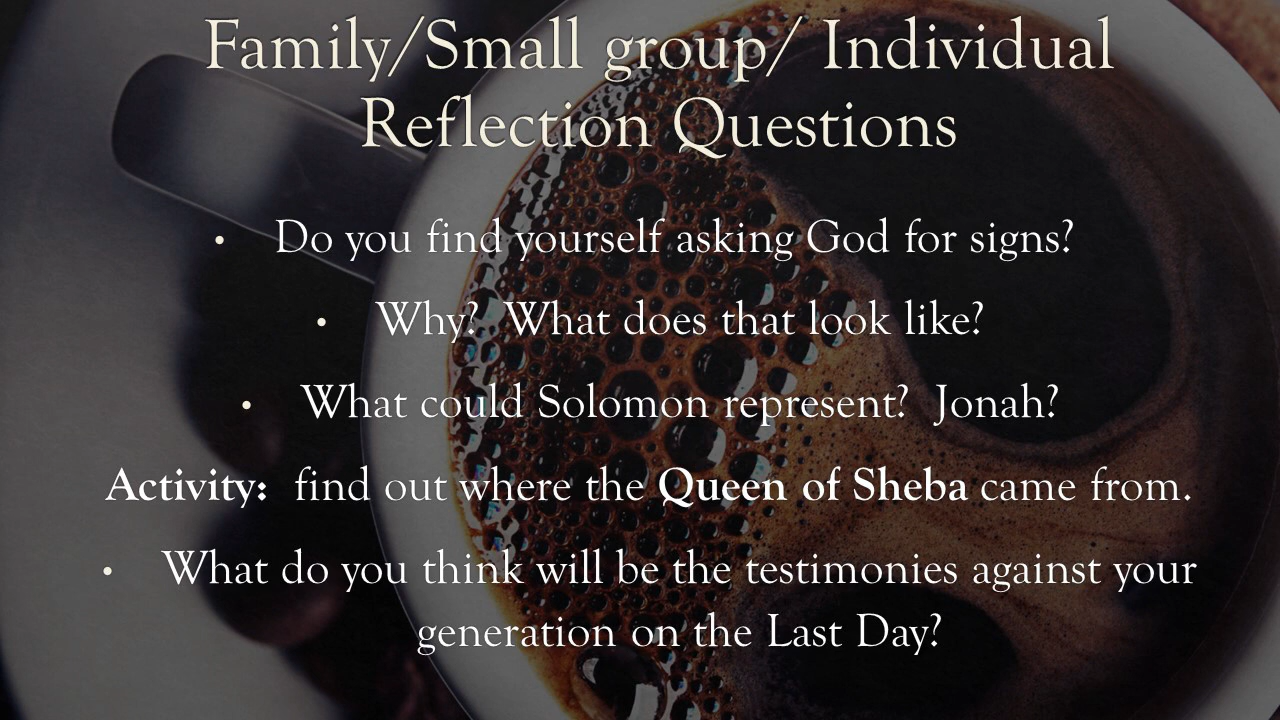 Family/Small group/ Individual
Reflection Questions
• Do you find yourself asking God for signs?
• Why?  What does that look like?
• What could Solomon represent?  Jonah?
Activity:  find out where the Queen of Sheba came from.
• What do you think will be the testimonies against your
generation on the Last Day?